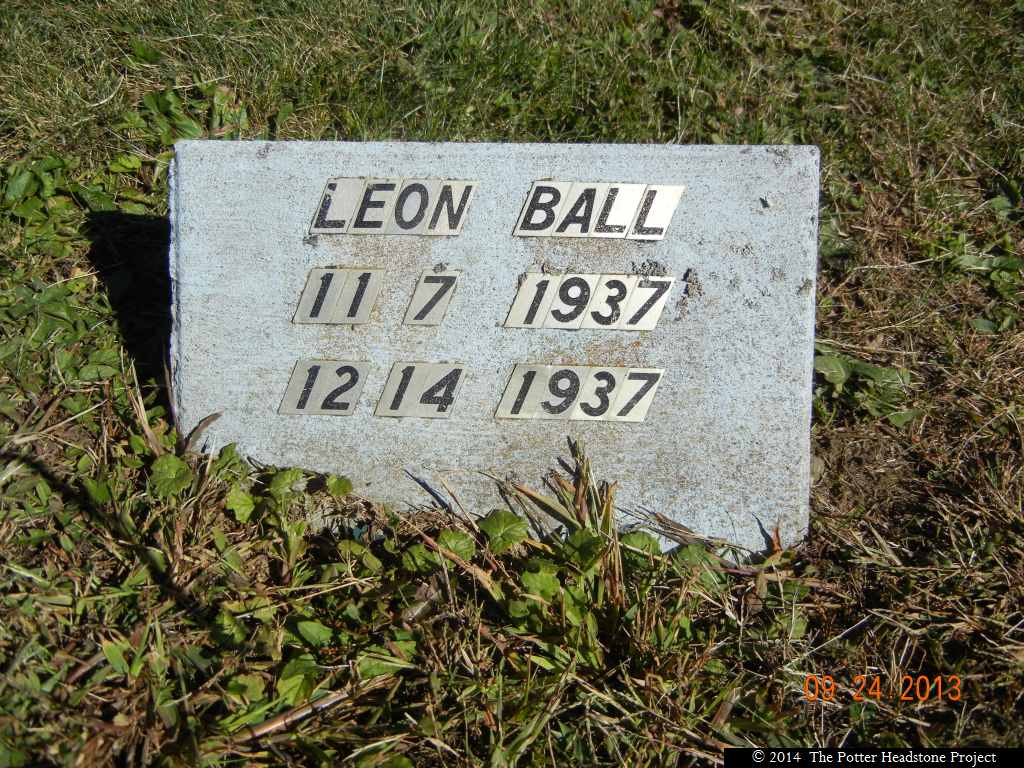 LEON BALL
11 7 1937
12 14 1937
09 24 2013
© 2014 The Potter Headstone Project